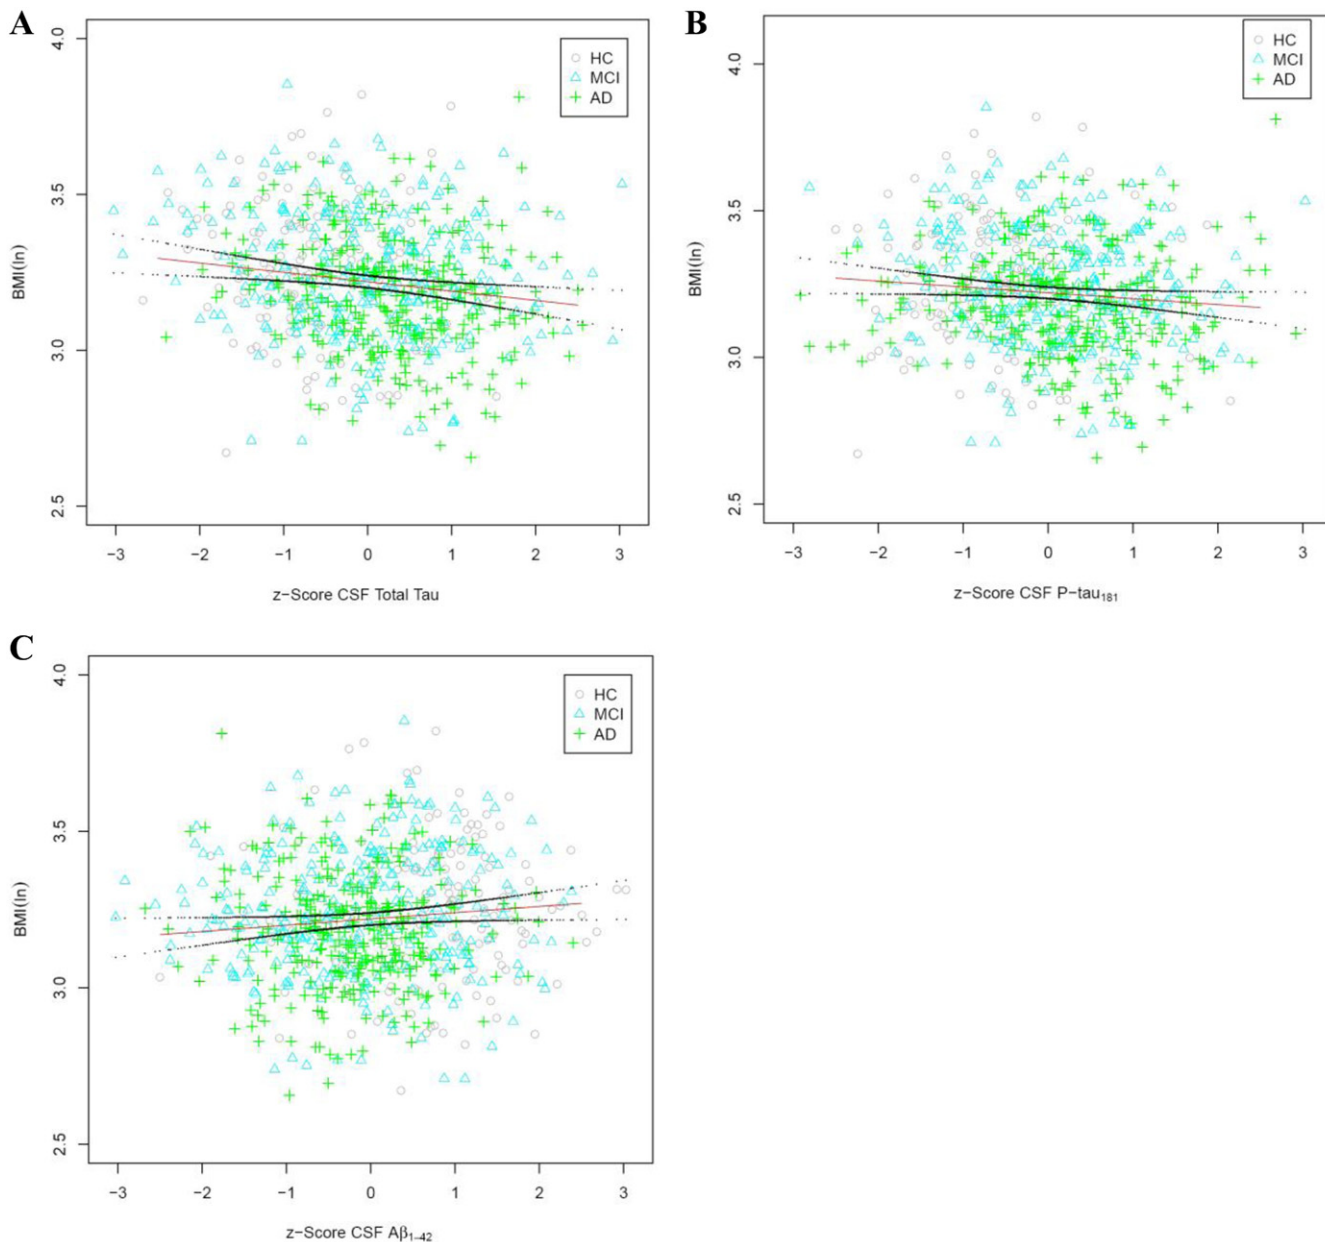 A
4.0
3.5
3.0
2.5
BMI(ln)
HC
MCI
AD
−3 −2 −1 0 1 2 3
z−Score CSF Total Tau
B
4.0
3.5
3.0
2.5
BMI(ln)
HC
MCI
AD
−3 −2 −1 0 1 2 3
z−Score CSF P−tau₁₈₁
C
4.0
3.5
3.0
2.5
BMI(ln)
HC
MCI
AD
−3 −2 −1 0 1 2 3
z−Score CSF Aβ₁₋₄₂